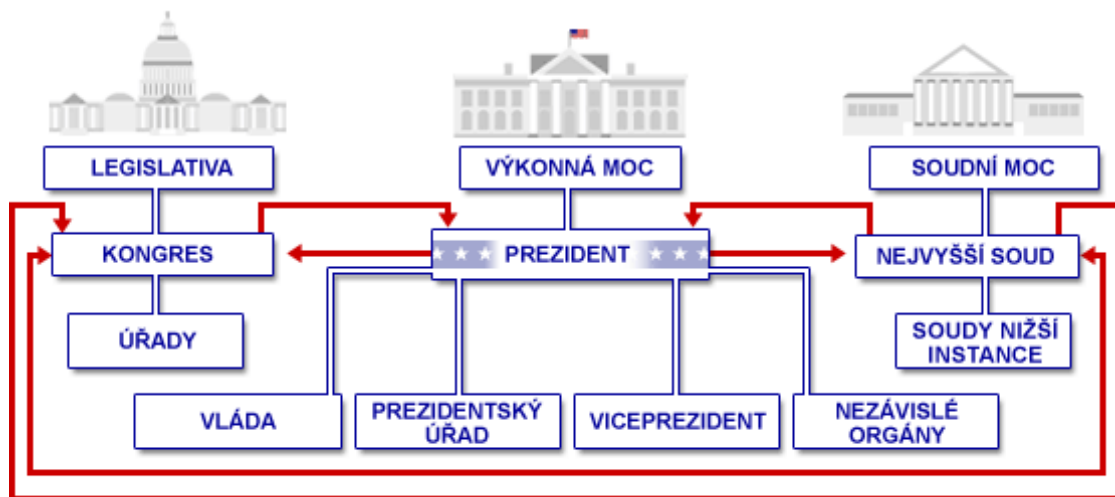 LEGISLATIVA
VÝKONNÁ MOC
SOUDNÍ MOC
KONGRES
PREZIDENT
NEJVYŠŠÍ SOUD
ÚŘADY
SOUDY NIŽŠÍ
INSTANCE
VLÁDA
PREZIDENTSKÝ
ÚŘAD
VICEPREZIDENT
NEZÁVISLÉ
ORGÁNY